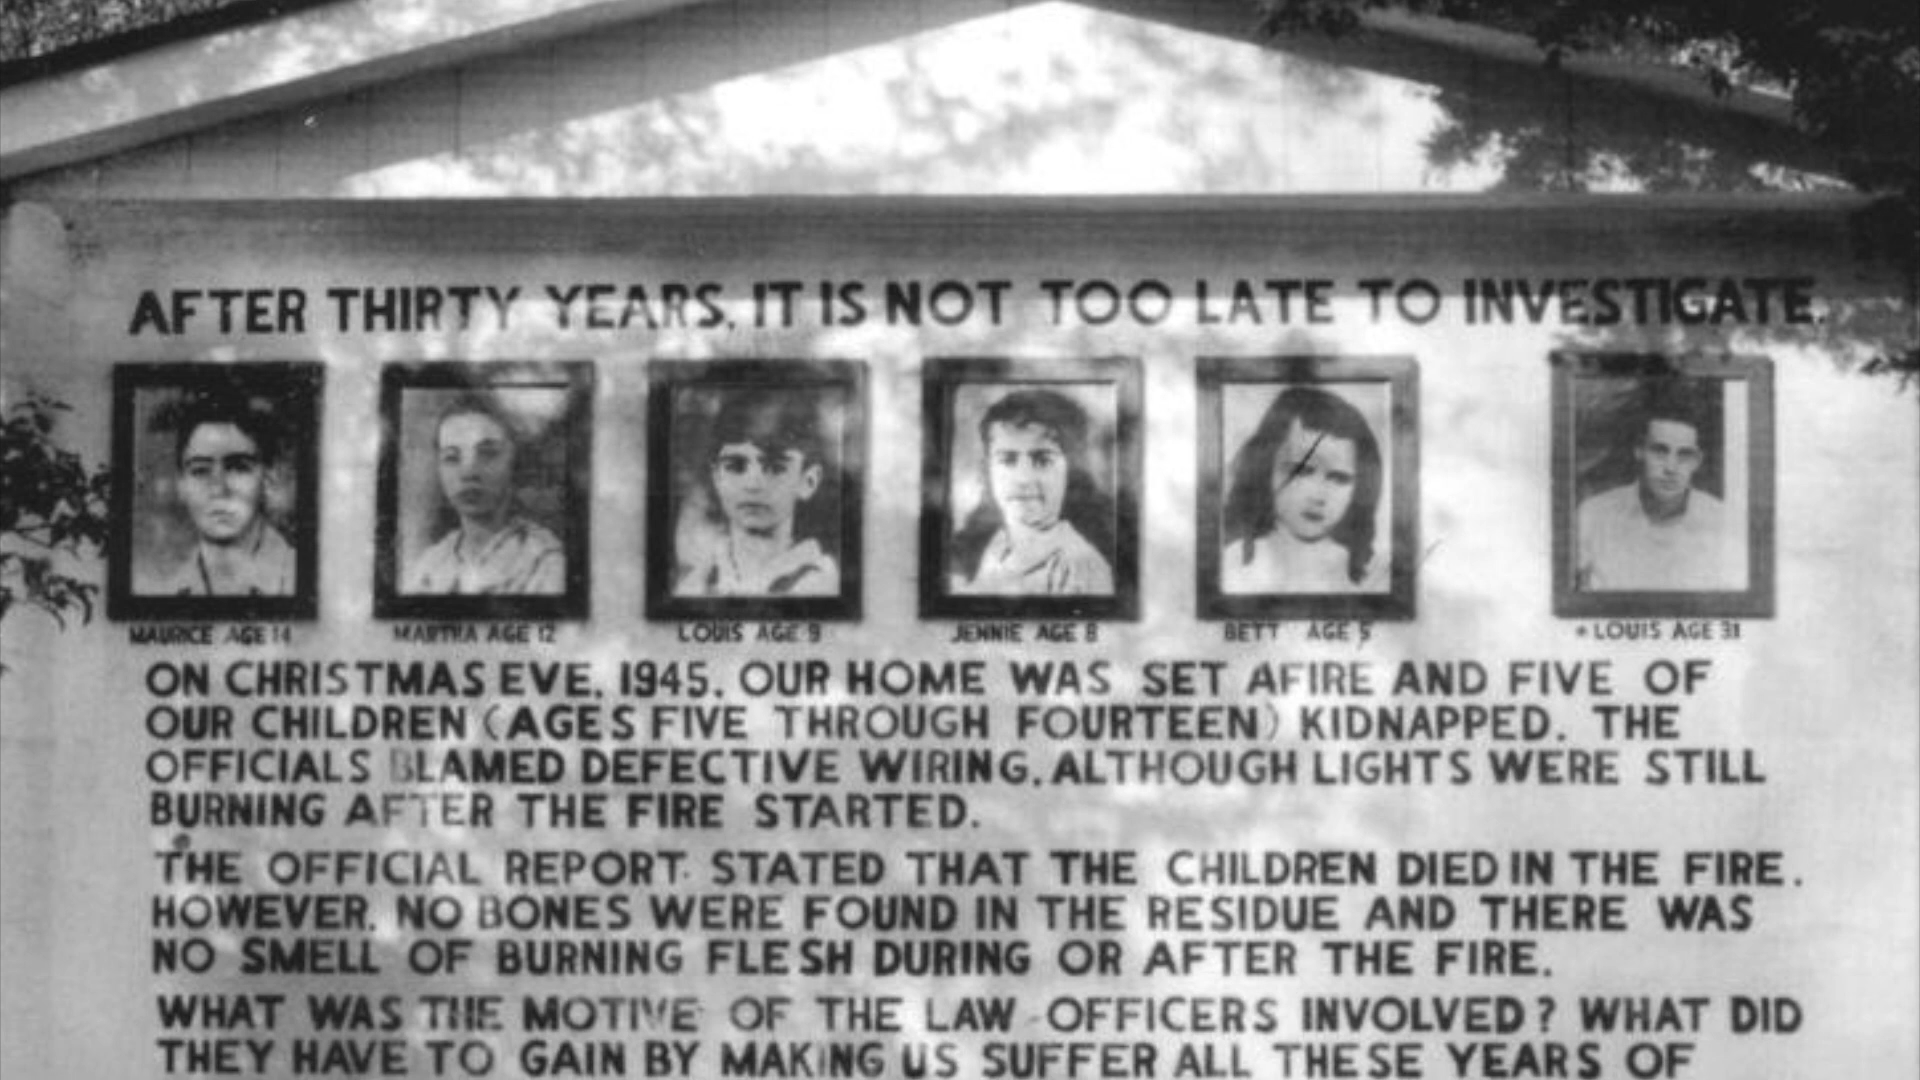 AFTER THIRTY YEARS, IT IS NOT TOO LATE TO INVESTIGATE.
MAURICE AGE 14 MARTHA AGE 12 LOUIS AGE 9 JENNIE AGE 8 BETT AGE 5 * LOUIS AGE 31
ON CHRISTMAS EVE, 1945, OUR HOME WAS SET AFIRE AND FIVE OF
OUR CHILDREN (AGES FIVE THROUGH FOURTEEN) KIDNAPPED. THE
OFFICIALS BLAMED DEFECTIVE WIRING, ALTHOUGH LIGHTS WERE STILL
BURNING AFTER THE FIRE STARTED.
THE OFFICIAL REPORT STATED THAT THE CHILDREN DIED IN THE FIRE.
HOWEVER, NO BONES WERE FOUND IN THE RESIDUE AND THERE WAS
NO SMELL OF BURNING FLESH DURING OR AFTER THE FIRE.
WHAT WAS THE MOTIVE OF THE LAW OFFICERS INVOLVED? WHAT DID
THEY HAVE TO GAIN BY MAKING US SUFFER ALL THESE YEARS OF